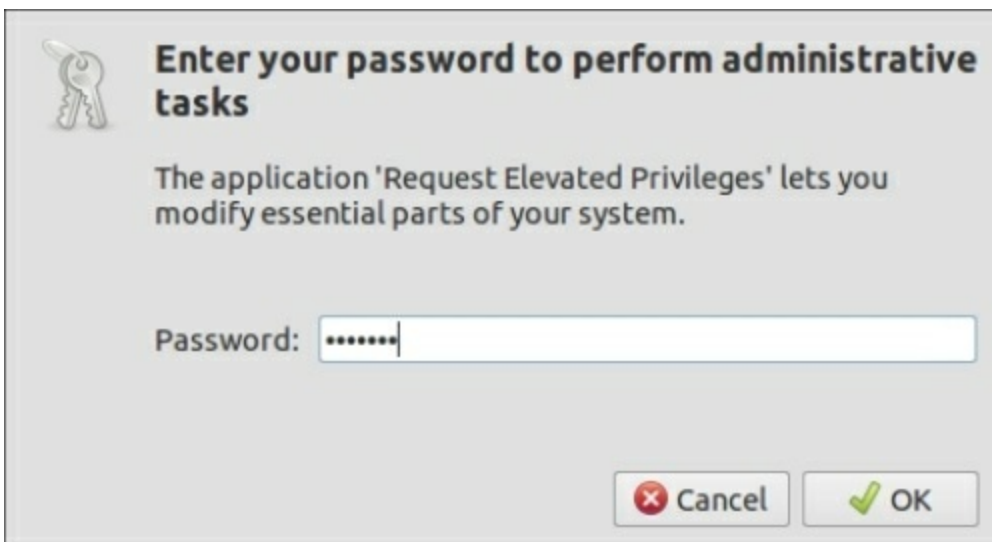 Enter your password to perform administrative
tasks
The application 'Request Elevated Privileges' lets you
modify essential parts of your system.
Password: •••••••
Cancel OK